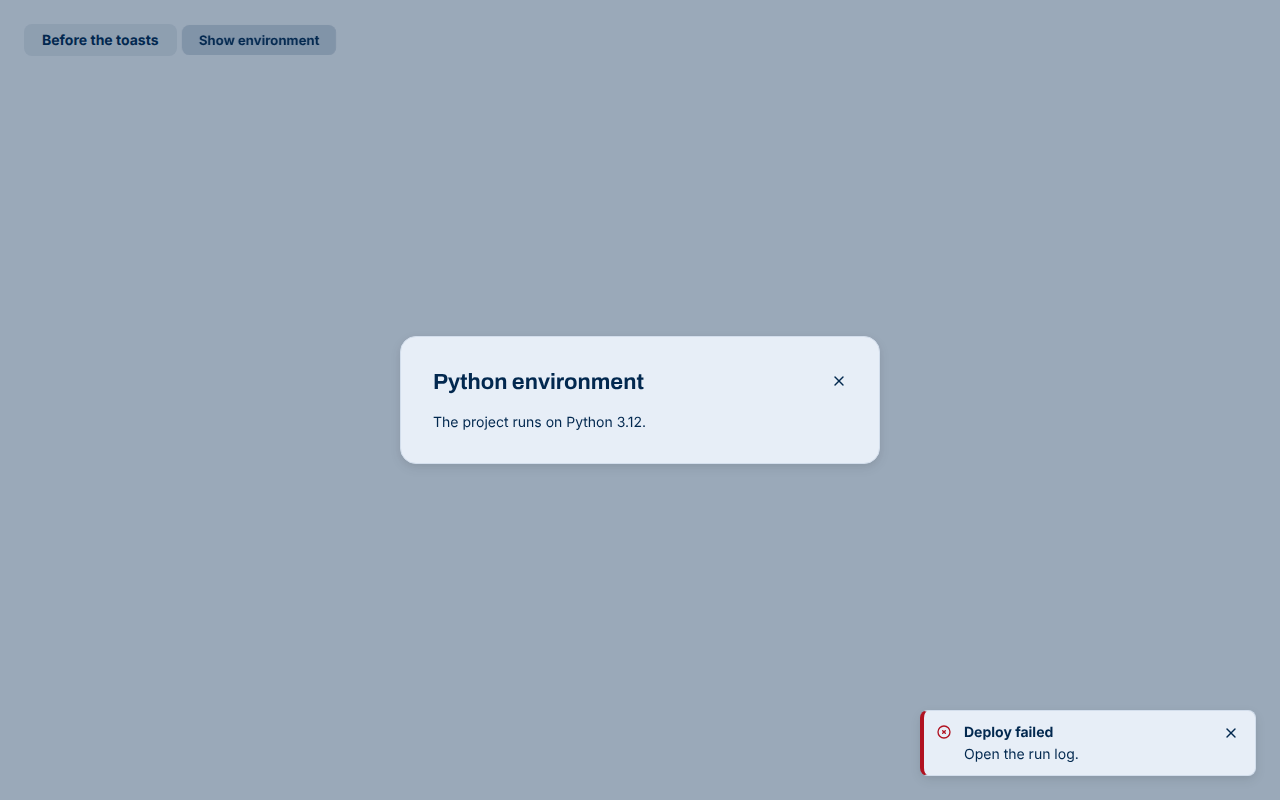 Before the toasts
Show environment
Python environment
The project runs on Python 3.12.
Deploy failed
Open the run log.